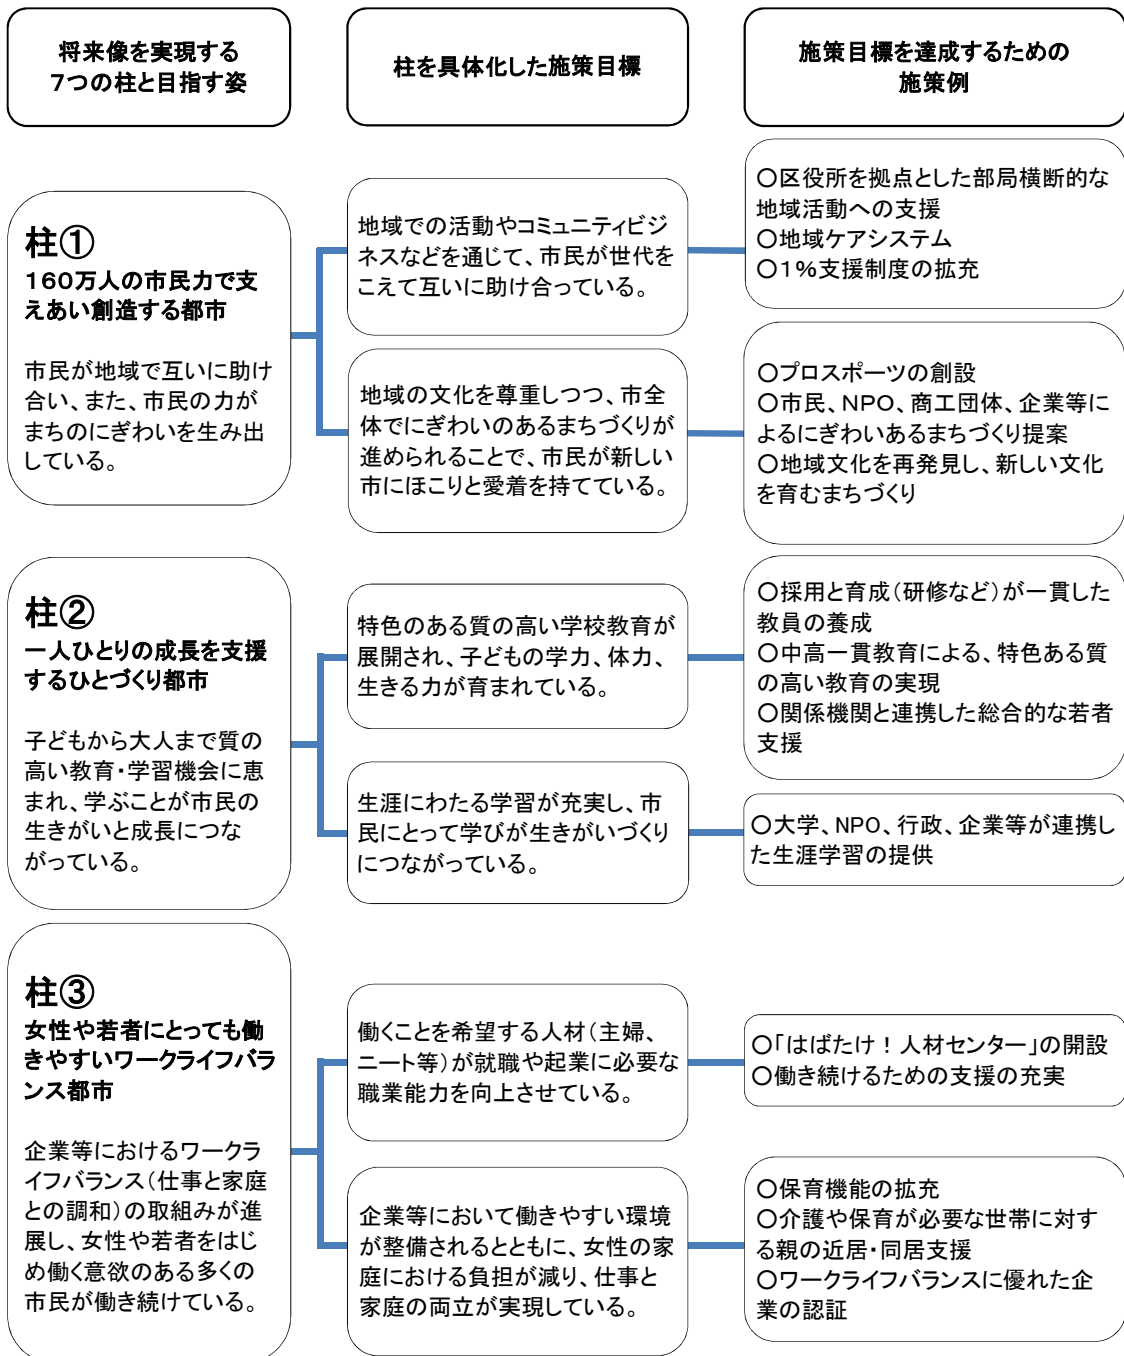 将来像を実現する
７つの柱と目指す姿
柱を具体化した施策目標
施策目標を達成するための
施策例
柱①
１６０万人の市民力で支
えあい創造する都市
市民が地域で互いに助け
合い、また、市民の力が
まちのにぎわいを生み出
している。
地域での活動やコミュニティビジ
ネスなどを通じて、市民が世代を
こえて互いに助け合っている。
○区役所を拠点とした部局横断的な
地域活動への支援
○地域ケアシステム
○１％支援制度の拡充
地域の文化を尊重しつつ、市全
体でにぎわいのあるまちづくりが
進められることで、市民が新しい
市にほこりと愛着を持てている。
○プロスポーツの創設
○市民、ＮＰＯ、商工団体、企業等に
よるにぎわいあるまちづくり提案
○地域文化を再発見し、新しい文化
を育むまちづくり
柱②
一人ひとりの成長を支援
するひとづくり都市
子どもから大人まで質の
高い教育・学習機会に恵
まれ、学ぶことが市民の
生きがいと成長につな
がっている。
特色のある質の高い学校教育が
展開され、子どもの学力、体力、
生きる力が育まれている。
○採用と育成（研修など）が一貫した
教員の養成
○中高一貫教育による、特色ある質
の高い教育の実現
○関係機関と連携した総合的な若者
支援
生涯にわたる学習が充実し、市
民にとって学びが生きがいづくり
につながっている。
○大学、ＮＰＯ、行政、企業等が連携し
た生涯学習の提供
柱③
女性や若者にとっても働
きやすいワークライフバラ
ンス都市
企業等におけるワークラ
イフバランス（仕事と家庭
との調和）の取組みが進
展し、女性や若者をはじ
め働く意欲のある多くの
市民が働き続けている。
働くことを希望する人材（主婦、
ニート等）が就職や起業に必要な
職業能力を向上させている。
○「はばたけ！人材センター」の開設
○働き続けるための支援の充実
企業等において働きやすい環境
が整備されるとともに、女性の家
庭における負担が減り、仕事と
家庭の両立が実現している。
○保育機能の拡充
○介護や保育が必要な世帯に対す
る親の近居・同居支援
○ワークライフバランスに優れた企
業の認証